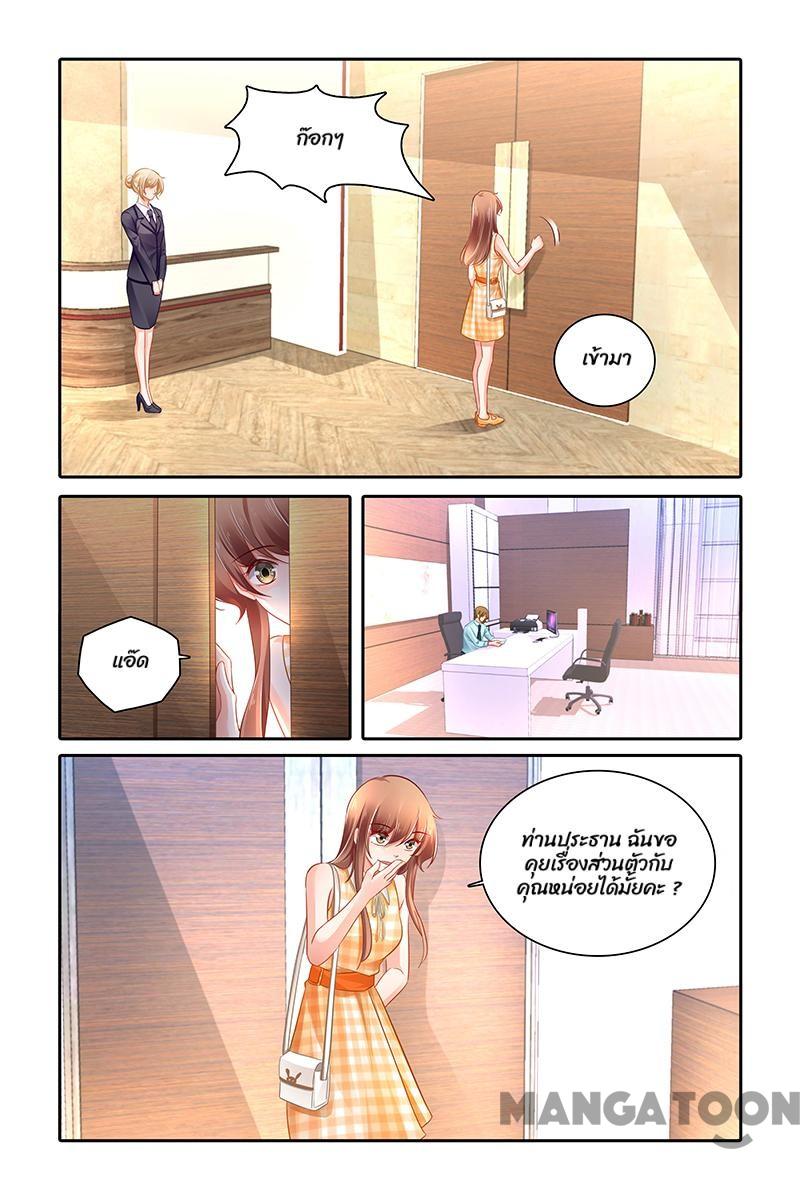 ก๊อกๆ
เข้ามา
แอ๊ด
ท่านประธาน ฉันขอ
คุยเรื่องส่วนตัวกับ
คุณหน่อยได้มั้ยคะ ?
MANGATOON